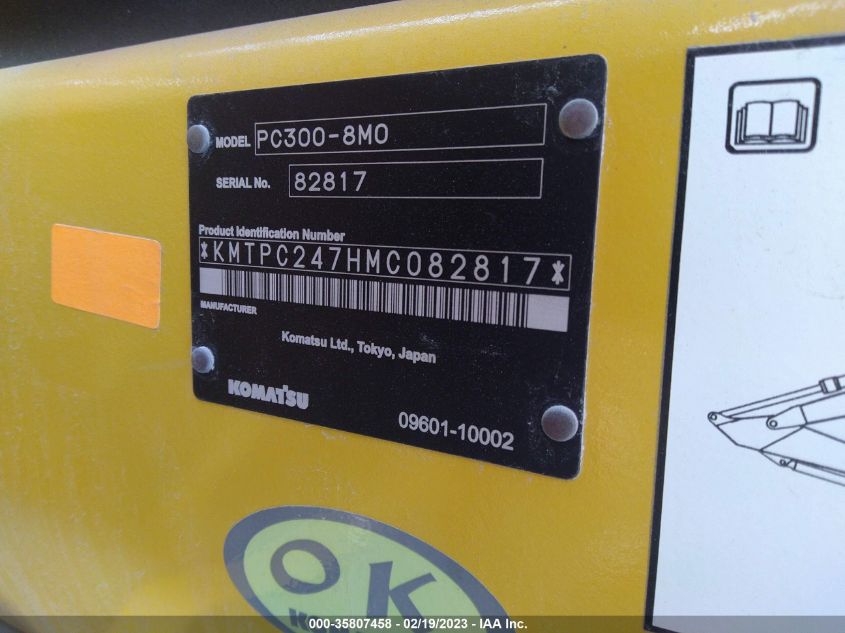 MODEL PC300-8M0
SERIAL No. 82817
Product Identification Number
*KMTPC247HMC082817*
MANUFACTURER
Komatsu Ltd., Tokyo, Japan
KOMATSU
09601-10002
OK
000-35807458 - 02/19/2023 - IAA Inc.